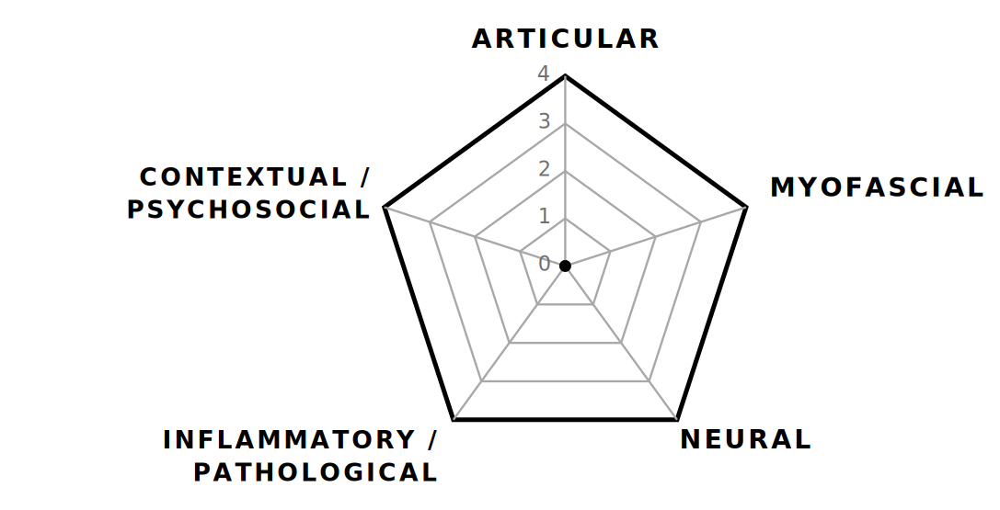 ARTICULAR
4
3
2
1
0
CONTEXTUAL /
PSYCHOSOCIAL
MYOFASCIAL
INFLAMMATORY /
PATHOLOGICAL
NEURAL